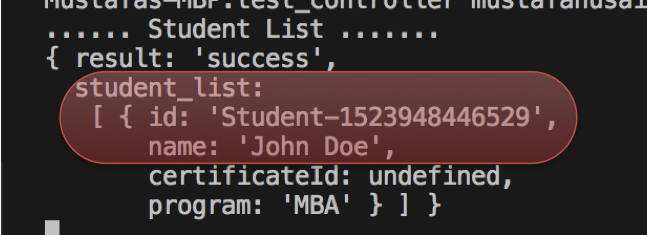 Mustafas-MBP:test_controller mustafahusai
...... Student List .......
{ result: 'success',
student_list:
[ { id: 'Student-1523948446529',
name: 'John Doe',
certificateId: undefined,
program: 'MBA' } ] }